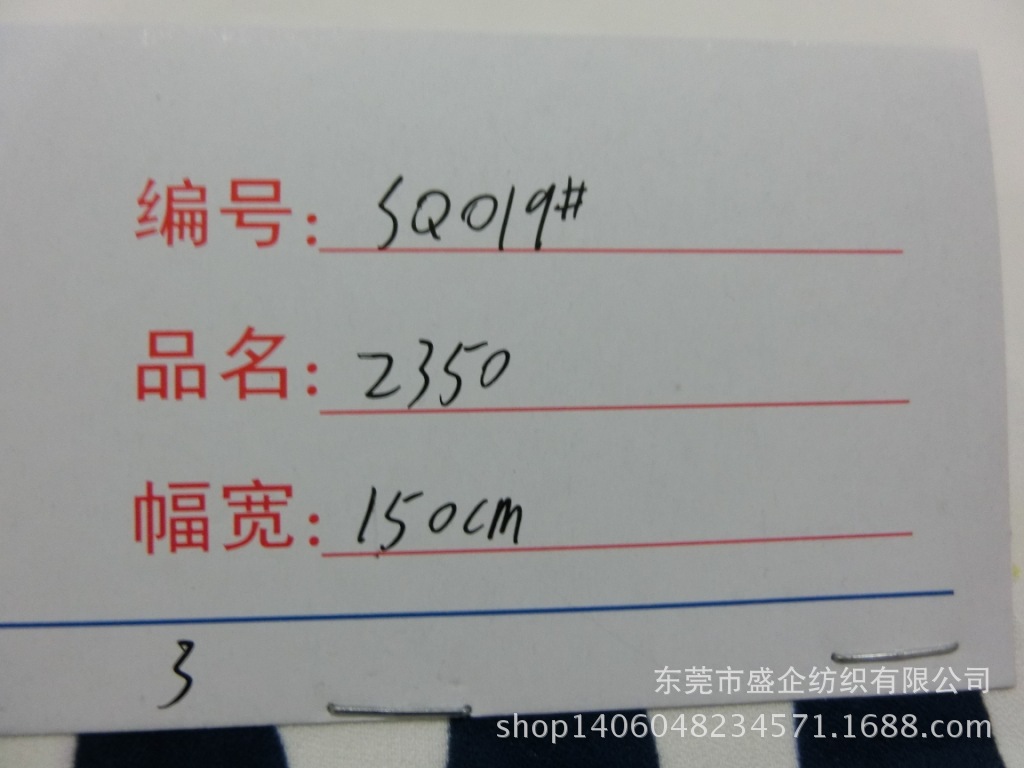 编号: SQ019#
品名: 2350
幅宽: 150cm
3
东莞市盛企纺织有限公司
shop1406048234571.1688.com